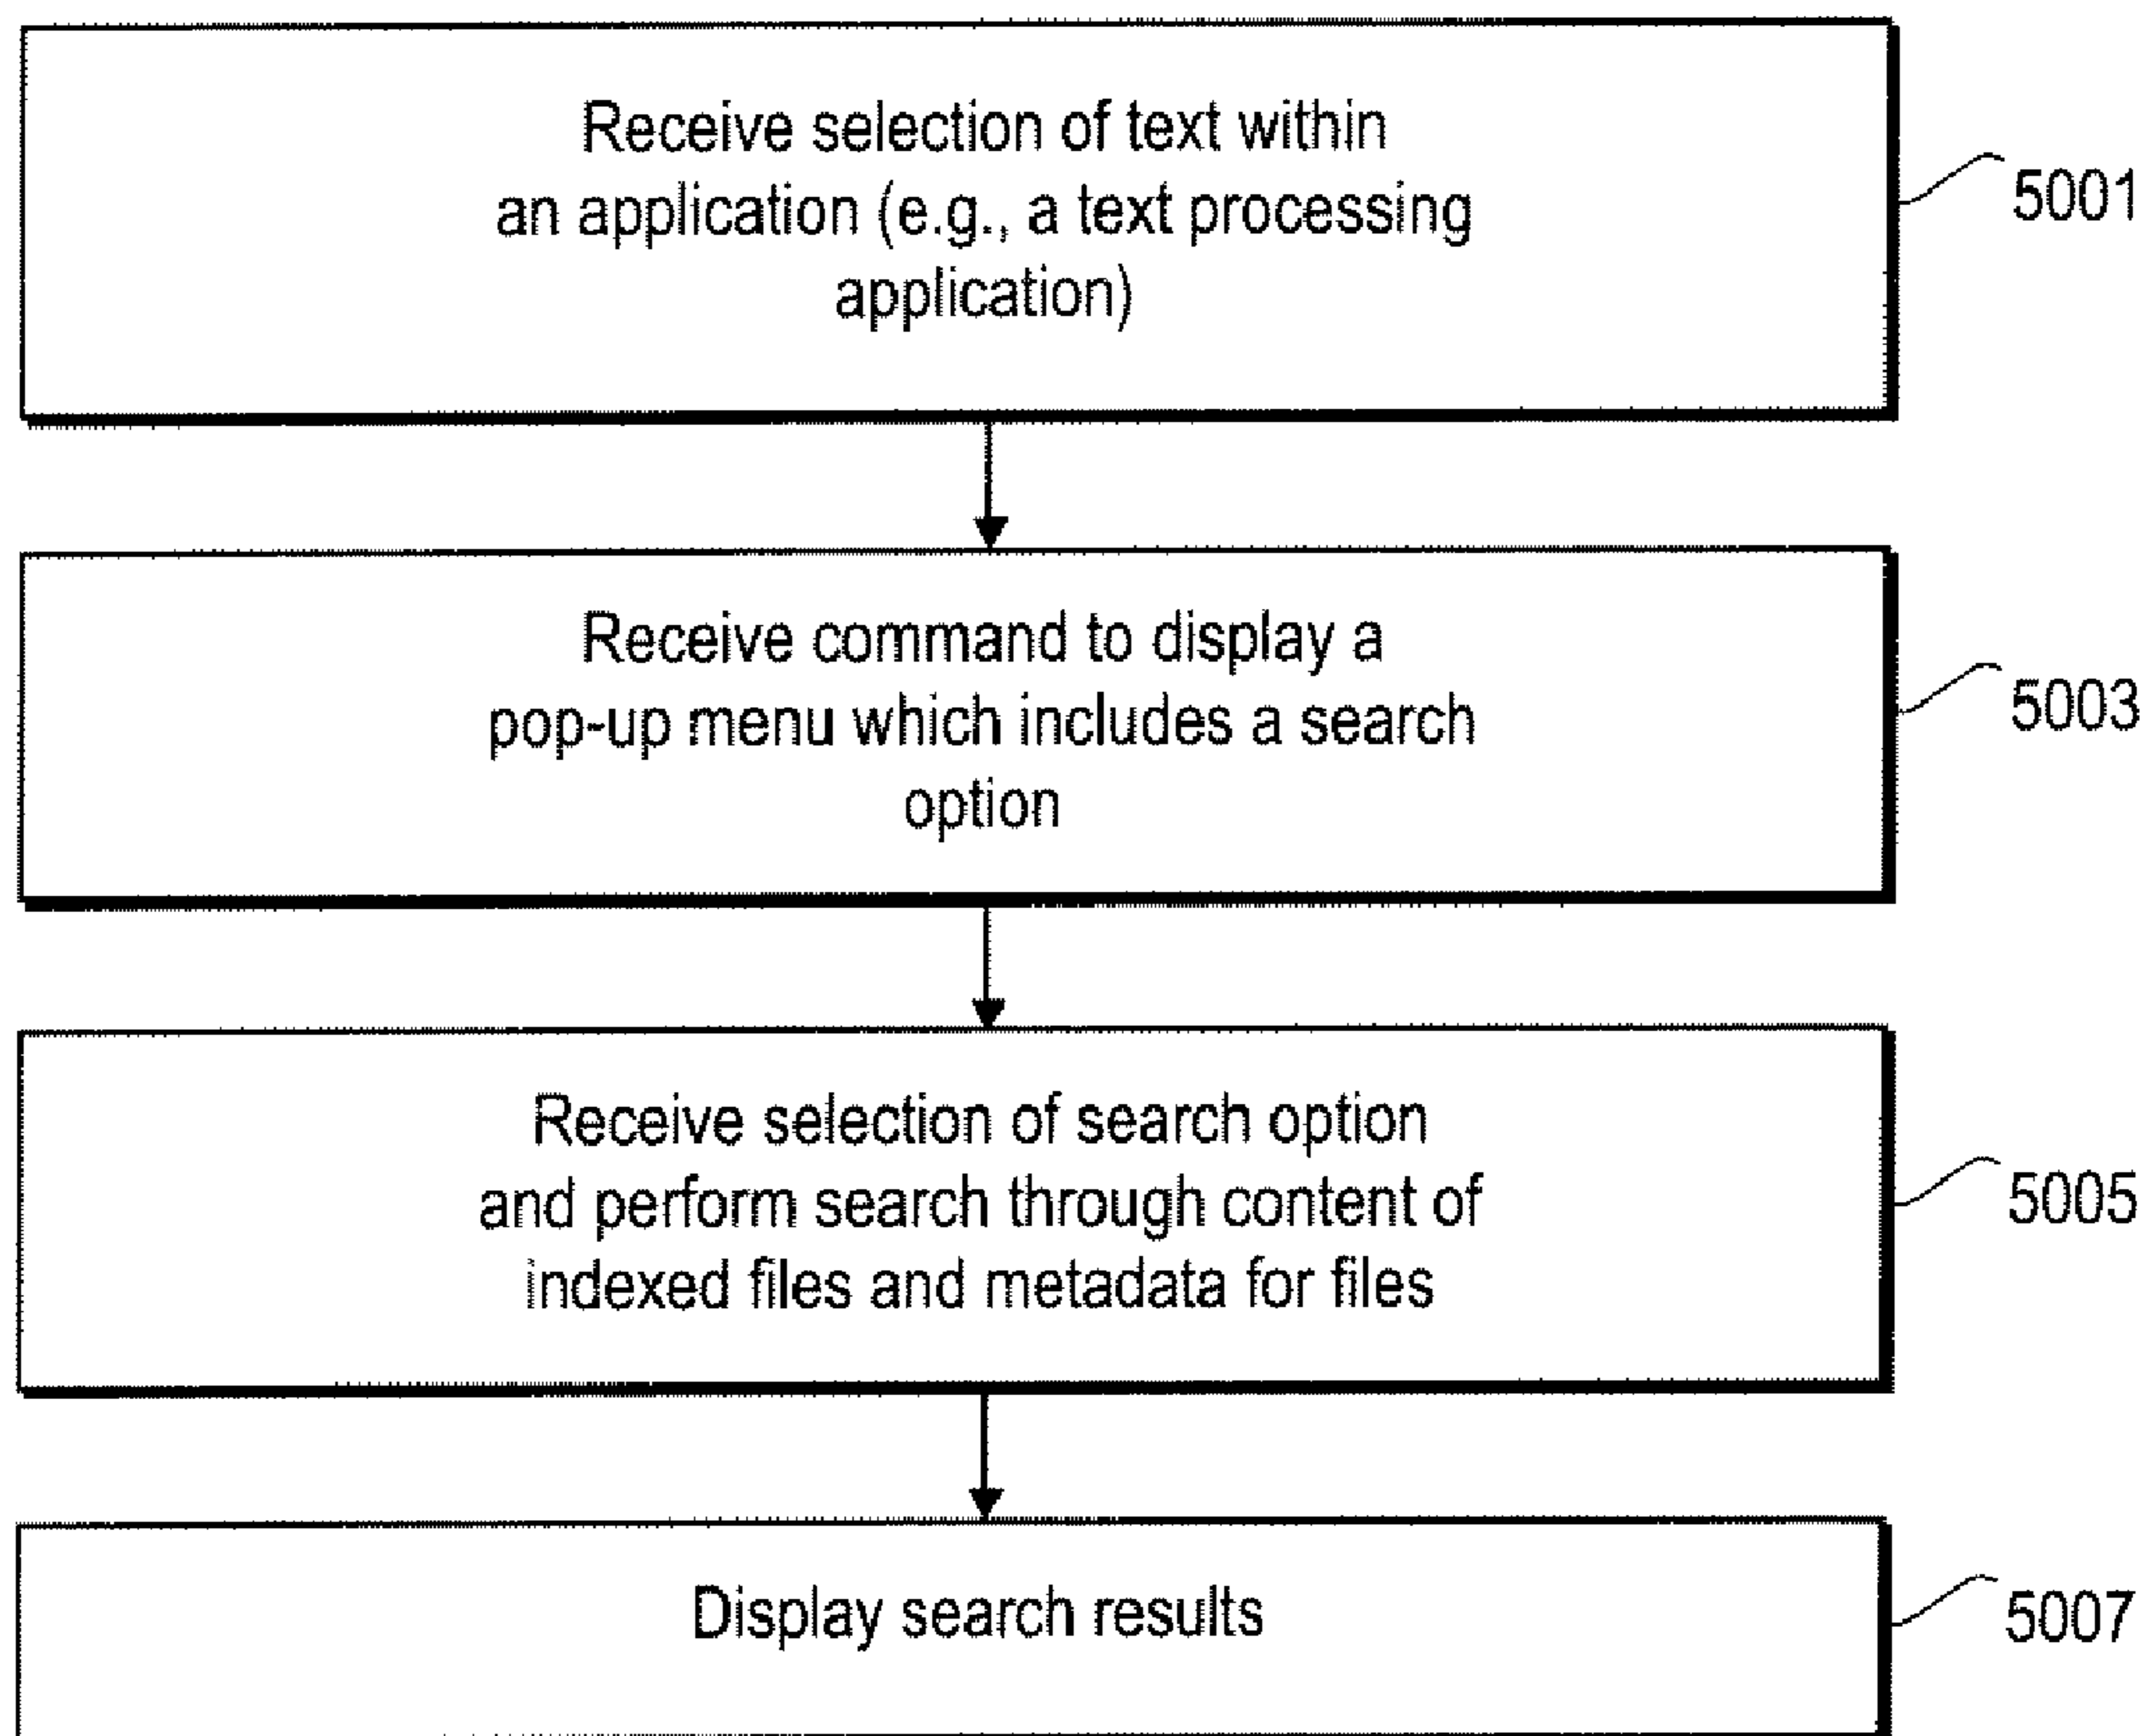 Receive selection of text within
an application (e.g., a text processing
application)
5001
Receive command to display a
pop-up menu which includes a search
option
5003
Receive selection of search option
and perform search through content of
indexed files and metadata for files
5005
Display search results
5007